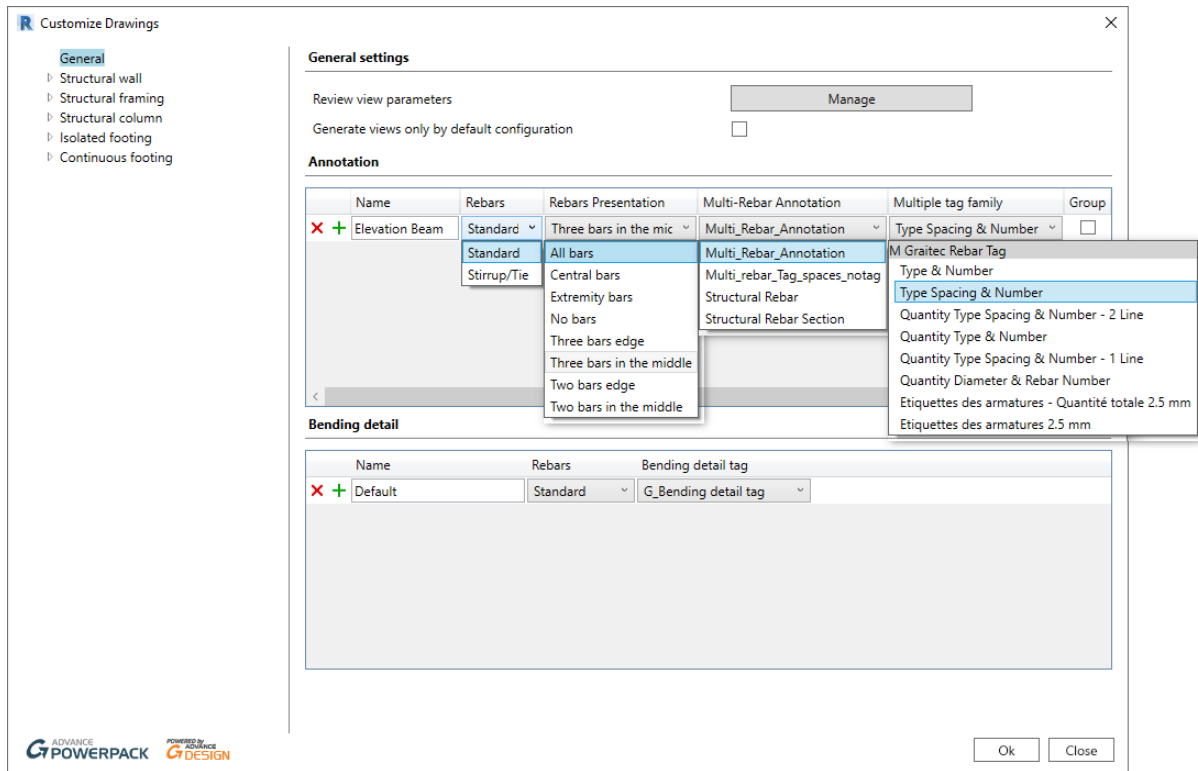 R Customize Drawings
General
Structural wall
Structural framing
Structural column
Isolated footing
Continuous footing
General settings
Review view parameters
Manage
Generate views only by default configuration
Annotation
Name Rebars Rebars Presentation Multi-Rebar Annotation Multiple tag family Group
Elevation Beam Standard Three bars in the mic Multi_Rebar_Annotation Type Spacing & Number
Standard
Stirrup/Tie
All bars
Central bars
Extremity bars
No bars
Three bars edge
Three bars in the middle
Two bars edge
Two bars in the middle
Multi_Rebar_Annotation
Multi_rebar_Tag_spaces_notag
Structural Rebar
Structural Rebar Section
M Graitec Rebar Tag
Type & Number
Type Spacing & Number
Quantity Type Spacing & Number - 2 Line
Quantity Type & Number
Quantity Type Spacing & Number - 1 Line
Quantity Diameter & Rebar Number
Etiquettes des armatures - Quantité totale 2.5 mm
Etiquettes des armatures 2.5 mm
Bending detail
Name Rebars Bending detail tag
Default Standard G_Bending detail tag
ADVANCE
POWERPACK
POWERED by
ADVANCE
DESIGN
Ok Close